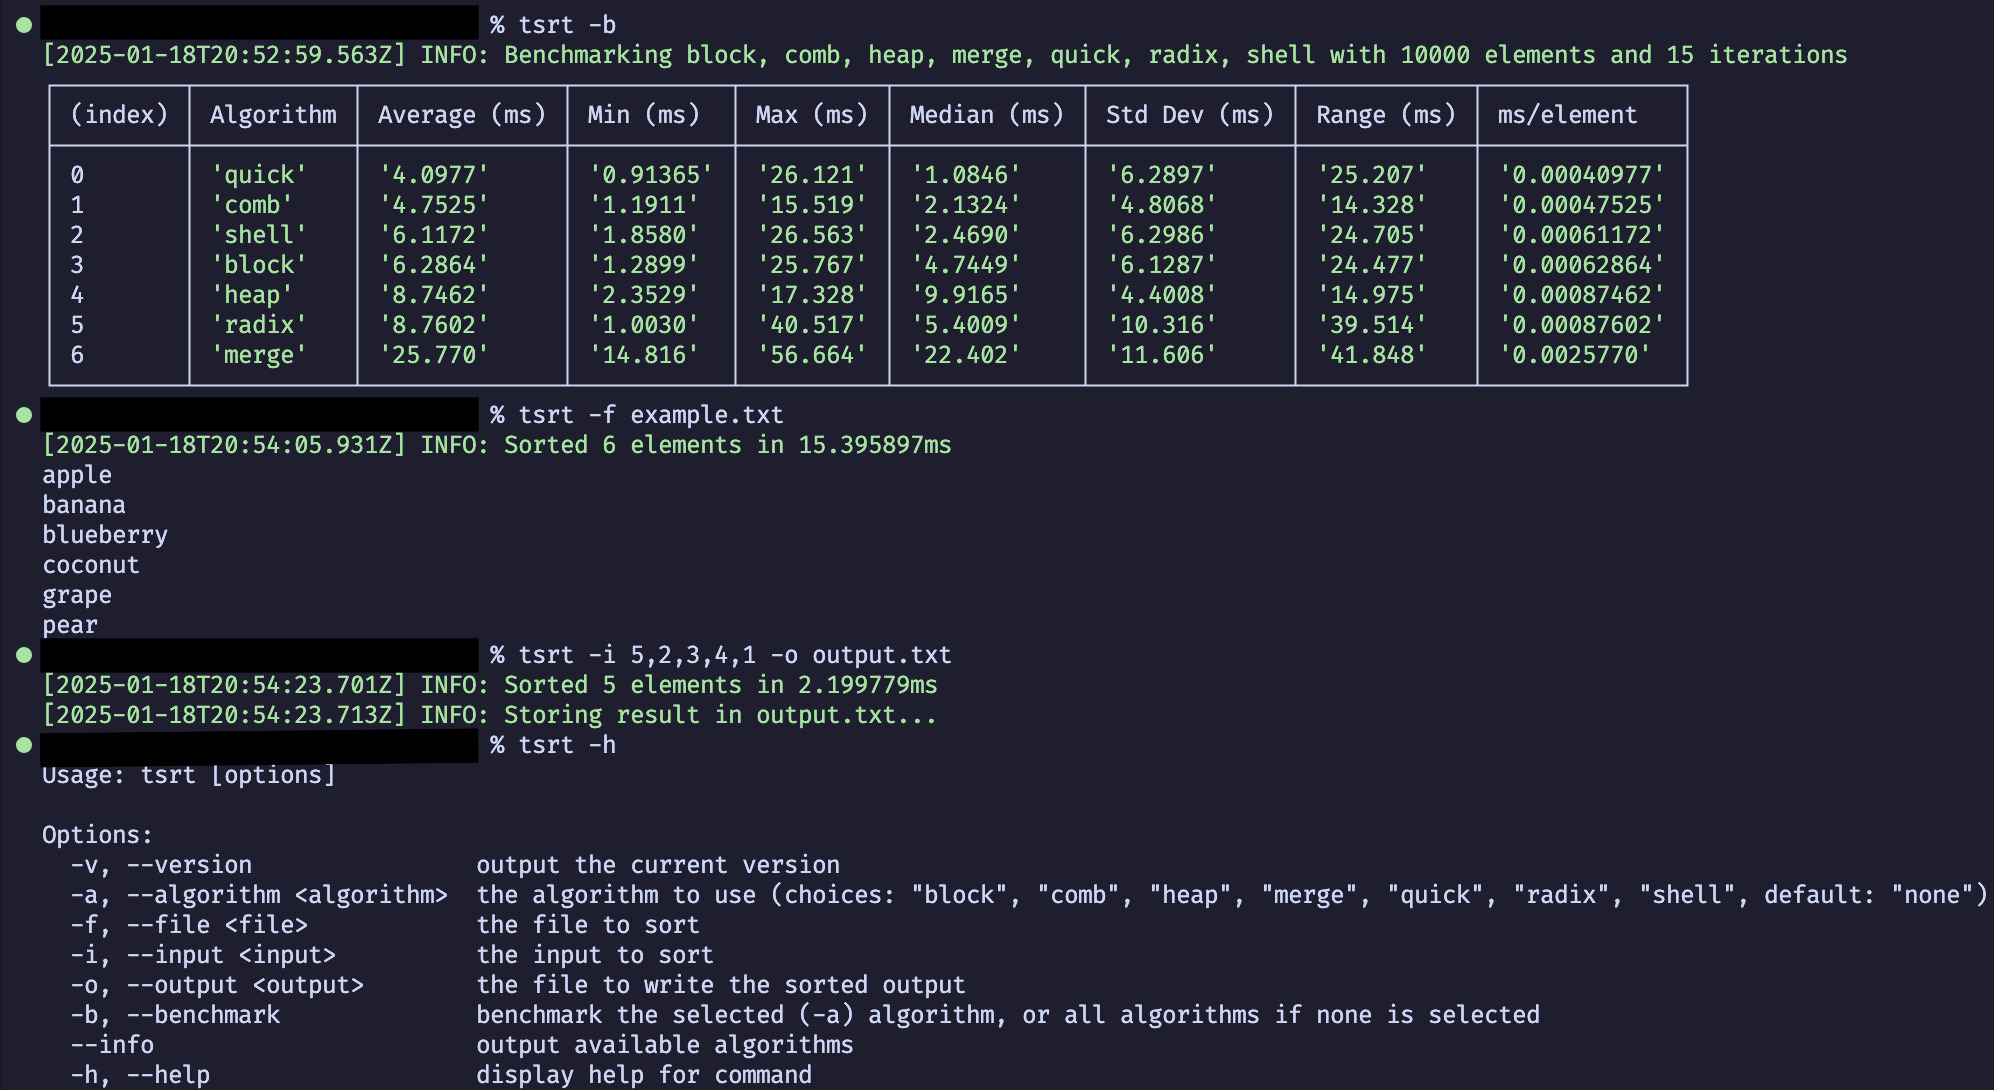 % tsrt -b
[2025-01-18T20:52:59.563Z] INFO: Benchmarking block, comb, heap, merge, quick, radix, shell with 10000 elements and 15 iterations
(index) Algorithm Average (ms) Min (ms) Max (ms) Median (ms) Std Dev (ms) Range (ms) ms/element
0 'quick' '4.0977' '0.91365' '26.121' '1.0846' '6.2897' '25.207' '0.00040977'
1 'comb' '4.7525' '1.1911' '15.519' '2.1324' '4.8068' '14.328' '0.00047525'
2 'shell' '6.1172' '1.8580' '26.563' '2.4690' '6.2986' '24.705' '0.00061172'
3 'block' '6.2864' '1.2899' '25.767' '4.7449' '6.1287' '24.477' '0.00062864'
4 'heap' '8.7462' '2.3529' '17.328' '9.9165' '4.4008' '14.975' '0.00087462'
5 'radix' '8.7602' '1.0030' '40.517' '5.4009' '10.316' '39.514' '0.00087602'
6 'merge' '25.770' '14.816' '56.664' '22.402' '11.606' '41.848' '0.0025770'
% tsrt -f example.txt
[2025-01-18T20:54:05.931Z] INFO: Sorted 6 elements in 15.395897ms
apple
banana
blueberry
coconut
grape
pear
% tsrt -i 5,2,3,4,1 -o output.txt
[2025-01-18T20:54:23.701Z] INFO: Sorted 5 elements in 2.199779ms
[2025-01-18T20:54:23.713Z] INFO: Storing result in output.txt...
% tsrt -h
Usage: tsrt [options]
Options:
-v, --version output the current version
-a, --algorithm <algorithm> the algorithm to use (choices: "block", "comb", "heap", "merge", "quick", "radix", "shell", default: "none")
-f, --file <file> the file to sort
-i, --input <input> the input to sort
-o, --output <output> the file to write the sorted output
-b, --benchmark benchmark the selected (-a) algorithm, or all algorithms if none is selected
--info output available algorithms
-h, --help display help for command